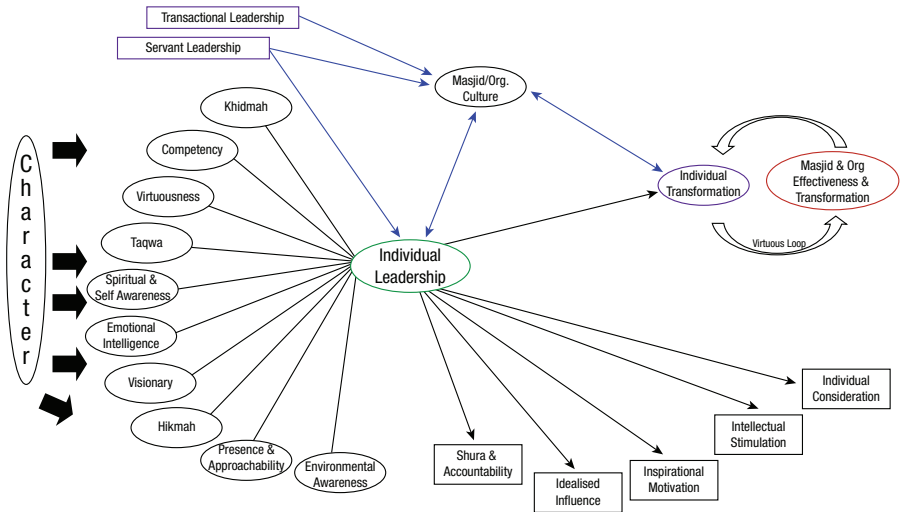 Transactional Leadership
Servant Leadership
Masjid/Org.
Culture
Khidmah
Competency
Virtuousness
Taqwa
Spiritual &
Self Awareness
Emotional
Intelligence
Visionary
Hikmah
Presence &
Approachability
Environmental
Awareness
Character
Individual
Leadership
Individual
Transformation
Masjid & Org
Effectiveness &
Transformation
Virtuous Loop
Individual
Consideration
Intellectual
Stimulation
Inspirational
Motivation
Idealised
Influence
Shura &
Accountability